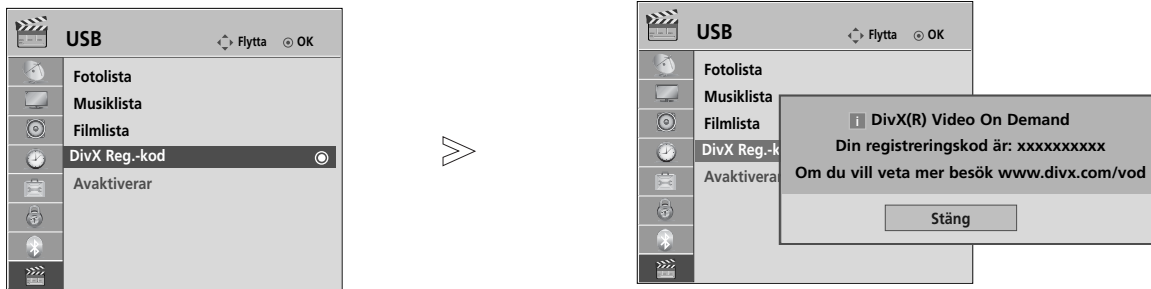 USB
Flytta OK
Fotolista
Musiklista
Filmlista
DivX Reg.-kod
Avaktiverar
USB
Flytta OK
Fotolista
Musiklista
Filmlista
DivX Reg.-k
Avaktiverar
i DivX(R) Video On Demand
Din registreringskod är: xxxxxxxxxx
Om du vill veta mer besök www.divx.com/vod
Stäng